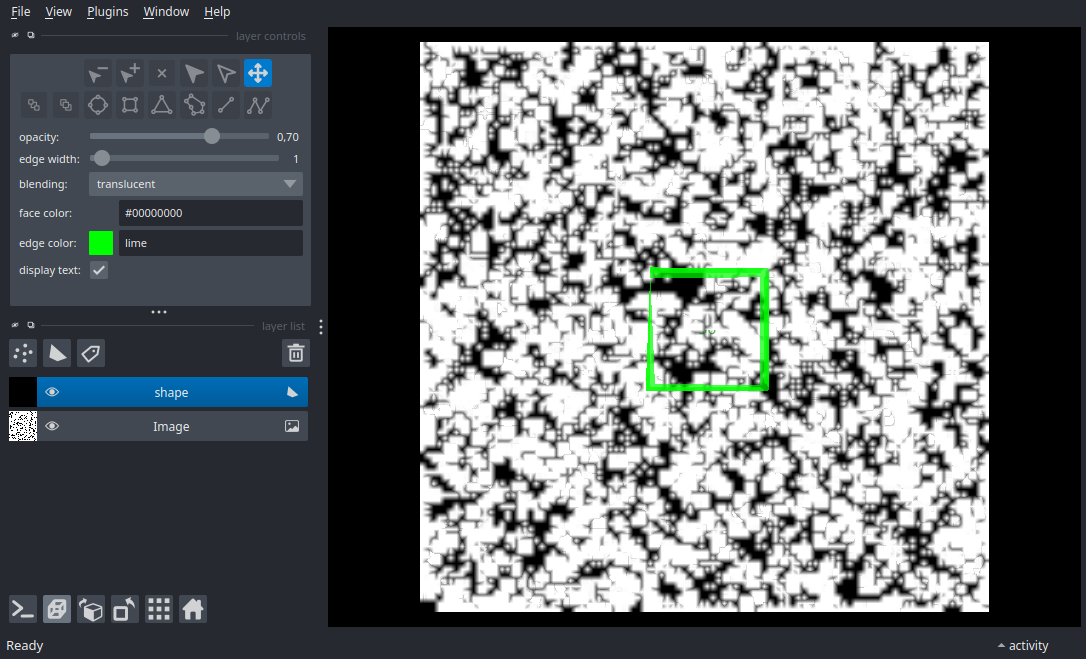 File View Plugins Window Help
layer controls
opacity: 0,70
edge width: 1
blending: translucent
face color: #00000000
edge color: lime
display text:
layer list
shape
Image
Ready
activity